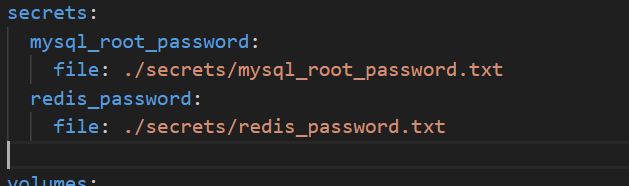 secrets:
  mysql_root_password:
    file: ./secrets/mysql_root_password.txt
  redis_password:
    file: ./secrets/redis_password.txt
volumes: